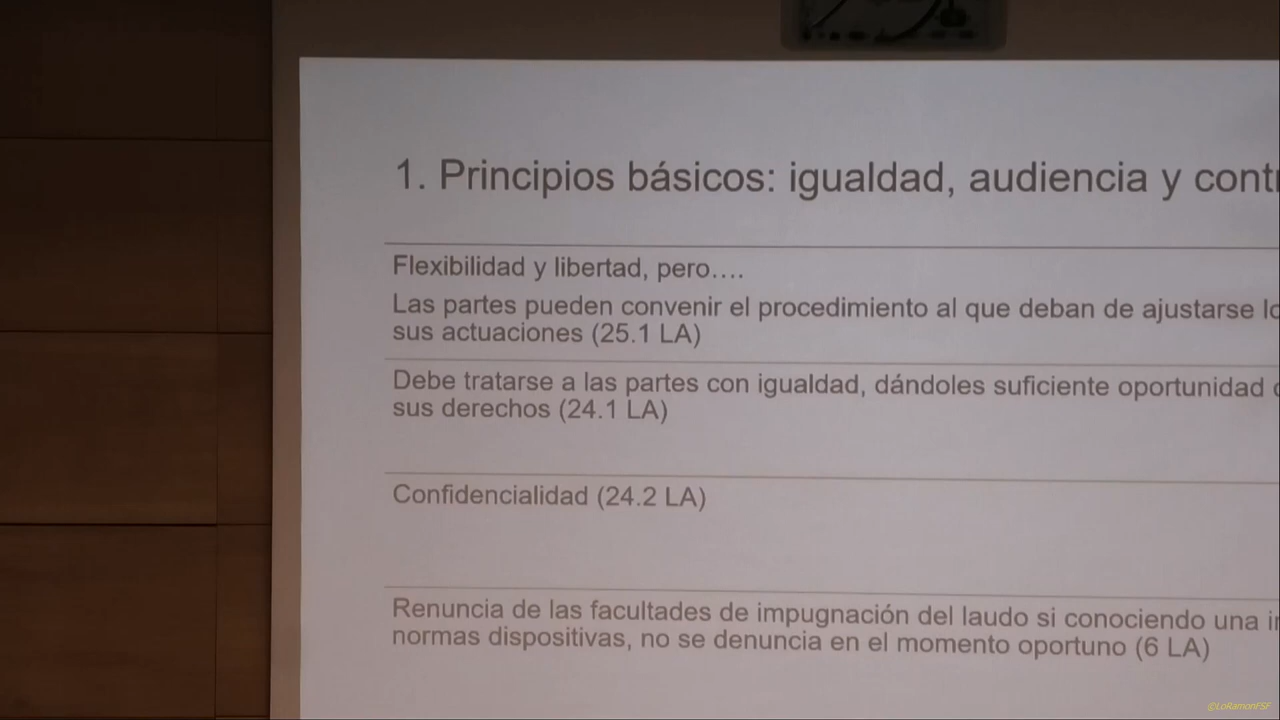 1. Principios básicos: igualdad, audiencia y
Flexibilidad y libertad, pero....
Las partes pueden convenir el procedimiento al que deban de ajustarse
sus actuaciones (25.1 LA)
Debe tratarse a las partes con igualdad, dándoles suficiente oportunidad
sus derechos (24.1 LA)
Confidencialidad (24.2 LA)
Renuncia de las facultades de impugnación del laudo si conociendo una
normas dispositivas, no se denuncia en el momento oportuno (6 LA)
©LoRamonFSF